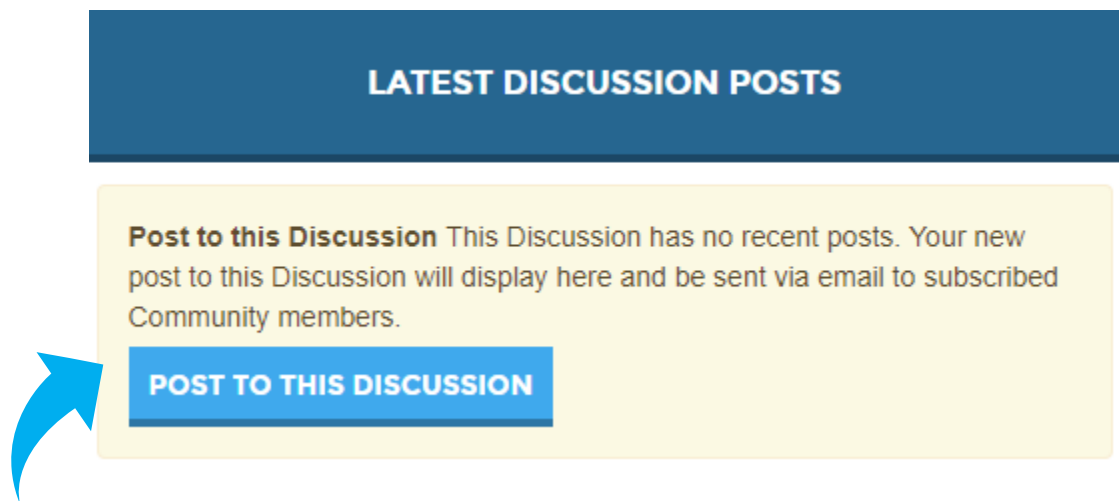 LATEST DISCUSSION POSTS
Post to this Discussion This Discussion has no recent posts. Your new
post to this Discussion will display here and be sent via email to subscribed
Community members.
POST TO THIS DISCUSSION